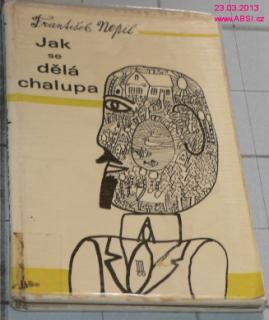 23.03.2013
www.ABSI.cz
František Nepil
Jak
se
dělá
chalupa